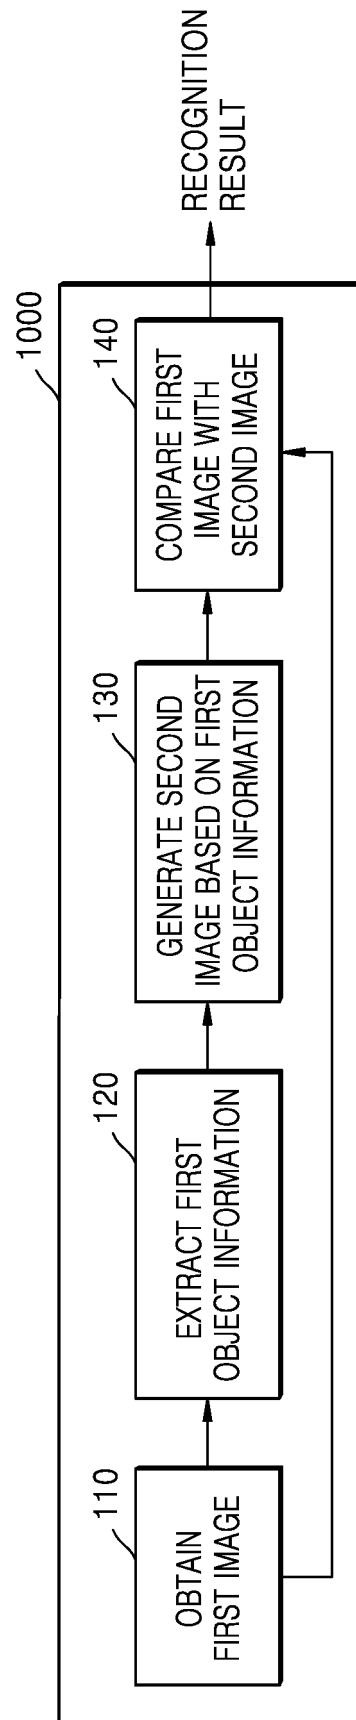 1000
110
OBTAIN
FIRST IMAGE
120
EXTRACT FIRST
OBJECT INFORMATION
130
GENERATE SECOND
IMAGE BASED ON FIRST
OBJECT INFORMATION
140
COMPARE FIRST
IMAGE WITH
SECOND IMAGE
RECOGNITION
RESULT